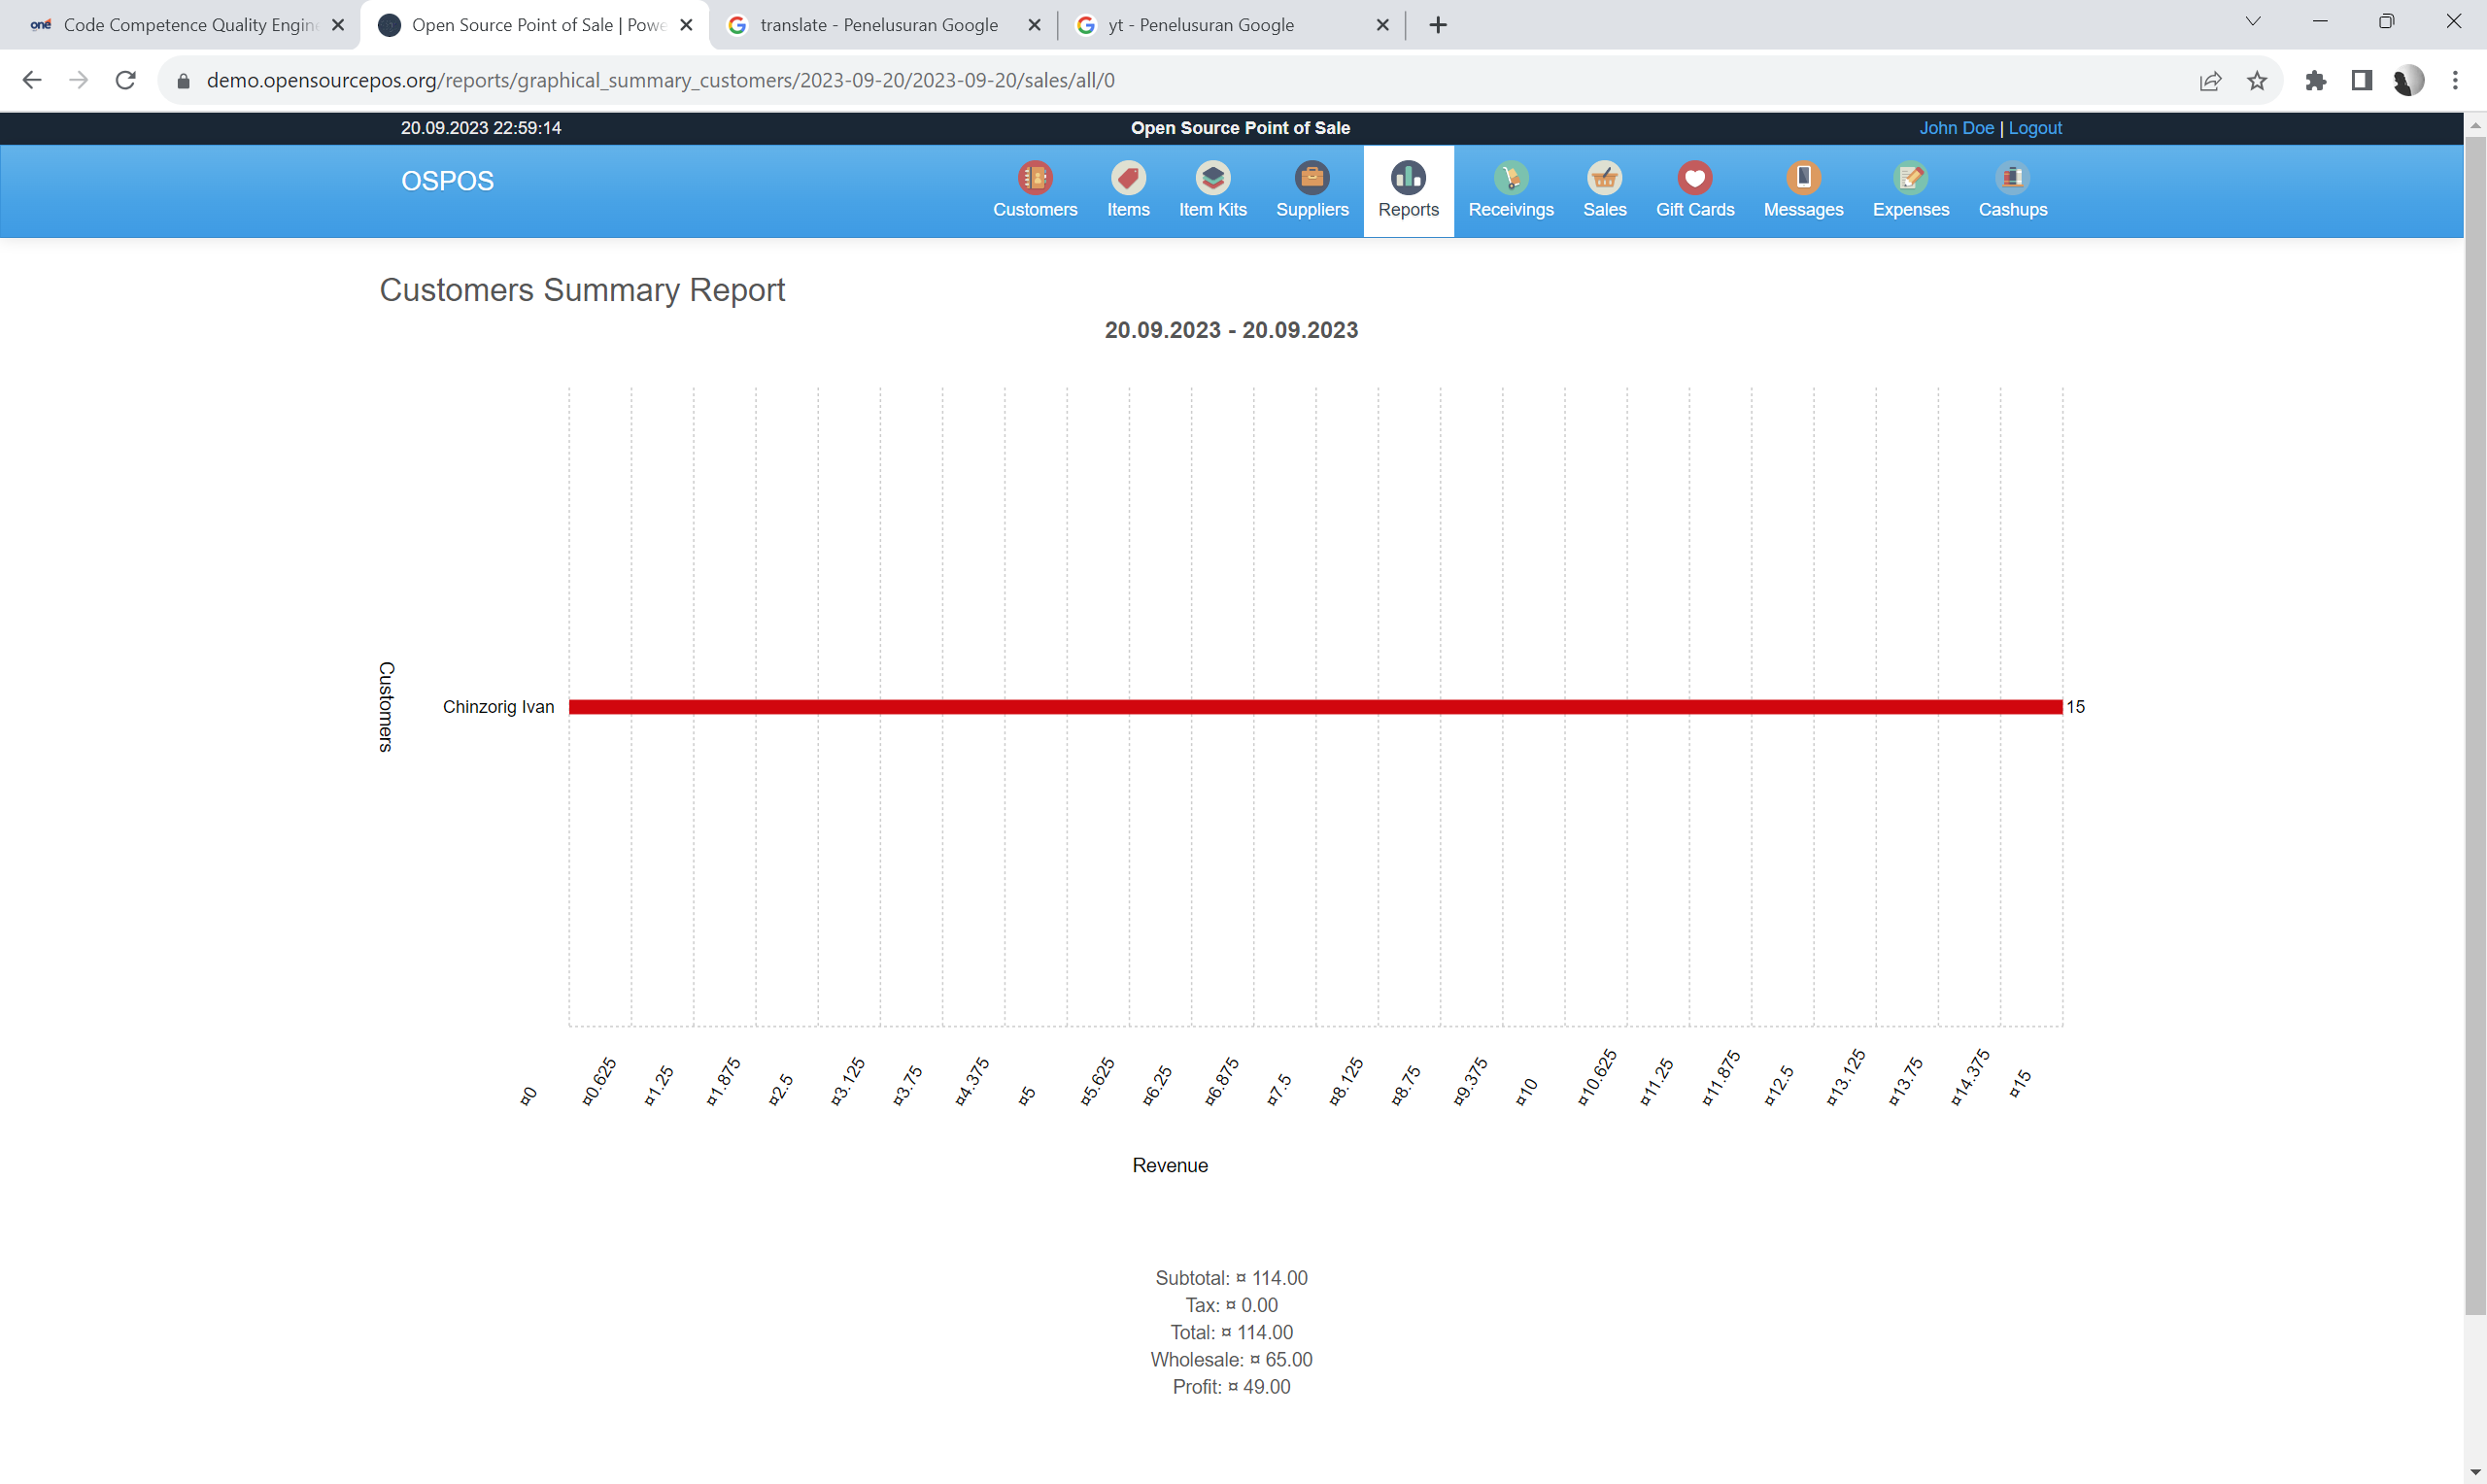 one Code Competence Quality Engin
Open Source Point of Sale | Powe
translate - Penelusuran Google
yt - Penelusuran Google
demo.opensourcepos.org/reports/graphical_summary_customers/2023-09-20/2023-09-20/sales/all/0
20.09.2023 22:59:14
Open Source Point of Sale
John Doe | Logout
OSPOS
Customers
Items
Item Kits
Suppliers
Reports
Receivings
Sales
Gift Cards
Messages
Expenses
Cashups
Customers Summary Report
20.09.2023 - 20.09.2023
Customers
Chinzorig Ivan
15
¤0
¤0.625
¤1.25
¤1.875
¤2.5
¤3.125
¤3.75
¤4.375
¤5
¤5.625
¤6.25
¤6.875
¤7.5
¤8.125
¤8.75
¤9.375
¤10
¤10.625
¤11.25
¤11.875
¤12.5
¤13.125
¤13.75
¤14.375
¤15
Revenue
Subtotal: ¤ 114.00
Tax: ¤ 0.00
Total: ¤ 114.00
Wholesale: ¤ 65.00
Profit: ¤ 49.00